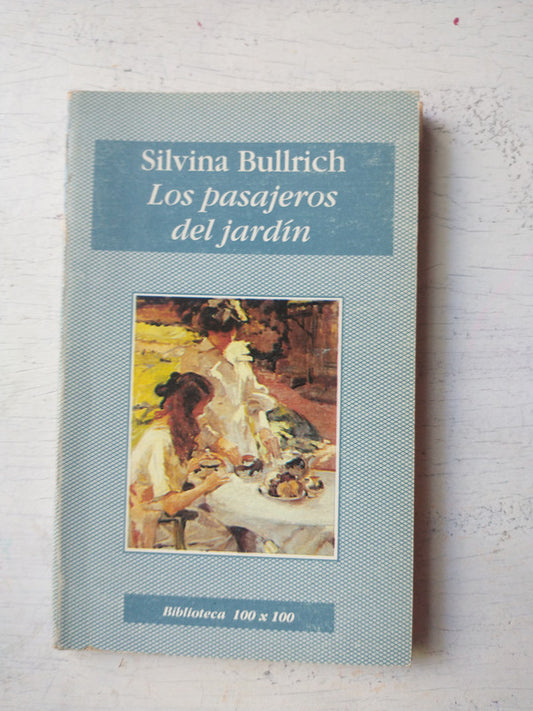 Silvina Bullrich
Los pasajeros
del jardín
Biblioteca 100 x 100